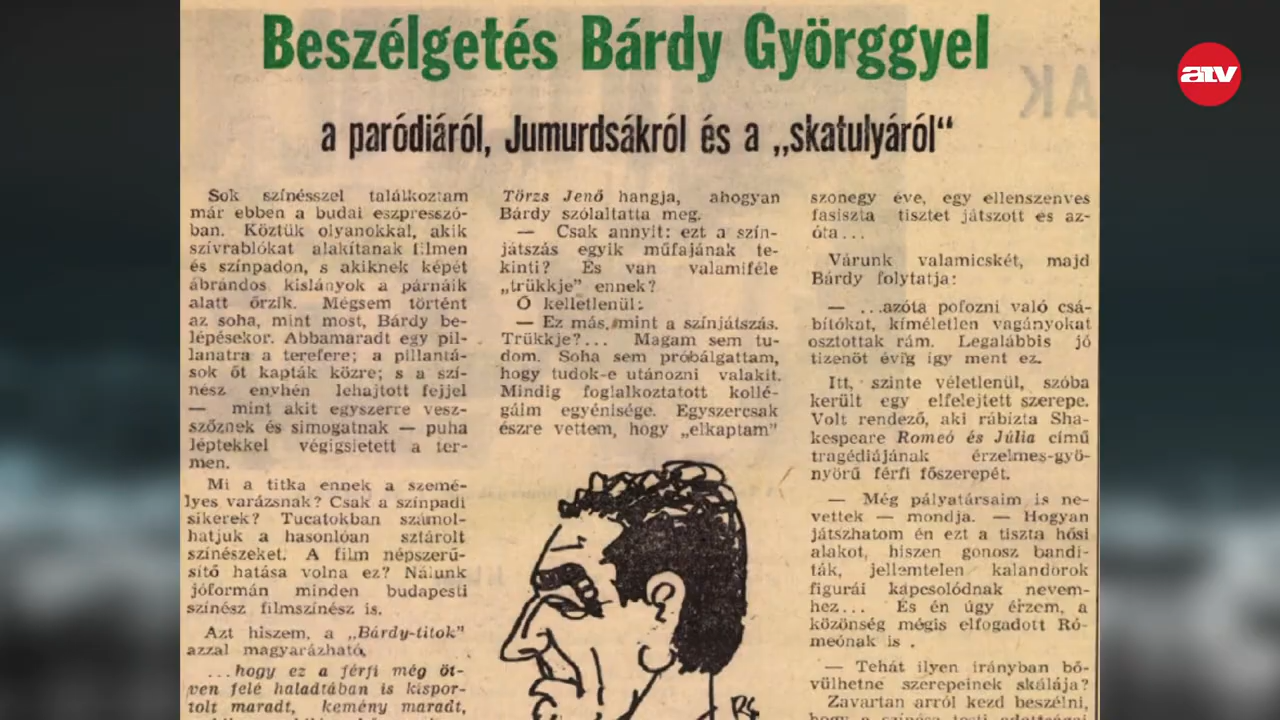 Beszélgetés Bárdy Györggyel
a paródiáról, Jumurdsákról és a „skatulyáról“
Sok színésszel találkoztam
már ebben a budai eszpresszó-
ban. Köztük olyanokkal, akik
szívrablókat alakítanak filmen
és színpadon, s akiknek képét
ábrándos kislányok a párnáik
alatt őrzik. Mégsem történt
az soha, mint most, Bárdy be-
lépésekor. Abbamaradt egy pil-
lanatra a terefere; a pillantá-
sok őt kapták közre; s a szí-
nész enyhén lehajtott fejjel
— mint akit egyszerre vesz-
sződnek és simogatnak — puha
léptekkel végigsietett a ter-
men.
Mi a titka ennek a szemé-
lyes varázsnak? Csak a színpadi
sikerek? Tucatokban számol-
hatjuk a hasonlóan sztárolt
színészeket. A film népszerű-
sítő hatása volna ez? Nálunk
jóformán minden budapesti
színész filmszínész is.
Azt hiszem, a „Bárdy-titok”
azzal magyarázható,
...hogy ez a férfi még öt-
ven felé haladtában is kispor-
tolt maradt, kemény maradt,
Törzs Jenő hangja, ahogyan
Bárdy szólaltatta meg.
— Csak annyit: ezt a szín-
játszás egyik műfajának te-
kinti? És van valamiféle
„trükkje” ennek?
Ő kelletlenül:
— Ez más, mint a színjátszás.
Trükkje?... Magam sem tu-
dom. Soha sem próbálgattam,
hogy tudok-e utánozni valakit.
Mindig foglalkoztatott kollé-
gáim egyénisége. Egyszercsak
észre vettem, hogy „elkaptam”
RG
szonegy éve, egy ellenszenves
fasiszta tisztet játszott és az-
óta...
Várunk valamicskét, majd
Bárdy folytatja:
— ...azóta pofozni való csá-
bítókat, kíméletlen vagányokat
osztottak rám. Legalábbis jó
tizenöt évig így ment ez.
Itt, szinte véletlenül, szóba
került egy elfelejtett szerepe.
Volt rendező, aki rábízta Sha-
kespeare Romeó és Júlia című
tragédiájának érzelmes-gyö-
nyörű férfi főszerepét.
— Még pályatársaim is ne-
vettek — mondja. — Hogyan
játszhatom én ezt a tiszta hősi
alakot, hiszen gonosz bandi-
ták, jellemtelen kalandorok
figurái kapcsolódnak nevem-
hez... És én úgy érzem, a
közönség mégis elfogadott Ró-
meónak is .
— Tehát ilyen irányban bő-
vülhetne szerepeinek skálája?
Zavartan arról kezd beszélni,
hogy a színész testi adottságai
atv